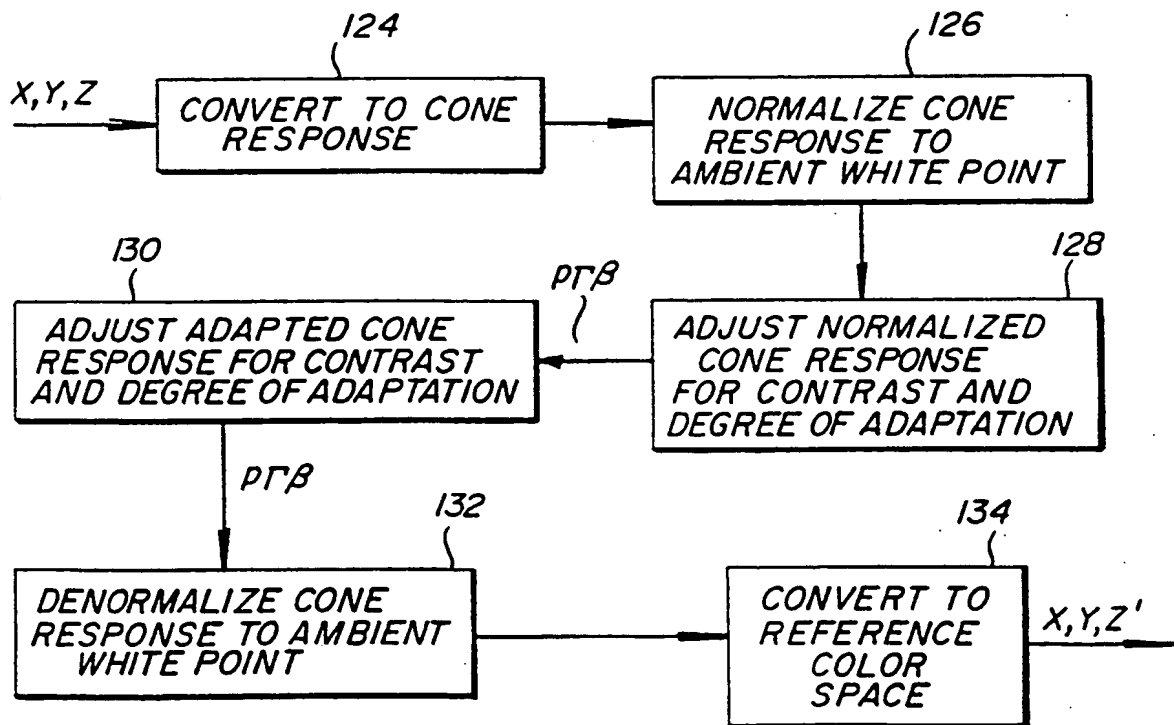 124
X,Y,Z
CONVERT TO CONE
RESPONSE
126
NORMALIZE CONE
RESPONSE TO
AMBIENT WHITE POINT
128
ADJUST NORMALIZED
CONE RESPONSE
FOR CONTRAST AND
DEGREE OF ADAPTATION
ρΓβ
130
ADJUST ADAPTED CONE
RESPONSE FOR CONTRAST
AND DEGREE OF ADAPTATION
ρΓβ
132
DENORMALIZE CONE
RESPONSE TO AMBIENT
WHITE POINT
134
CONVERT TO
REFERENCE
COLOR
SPACE
X,Y,Z'